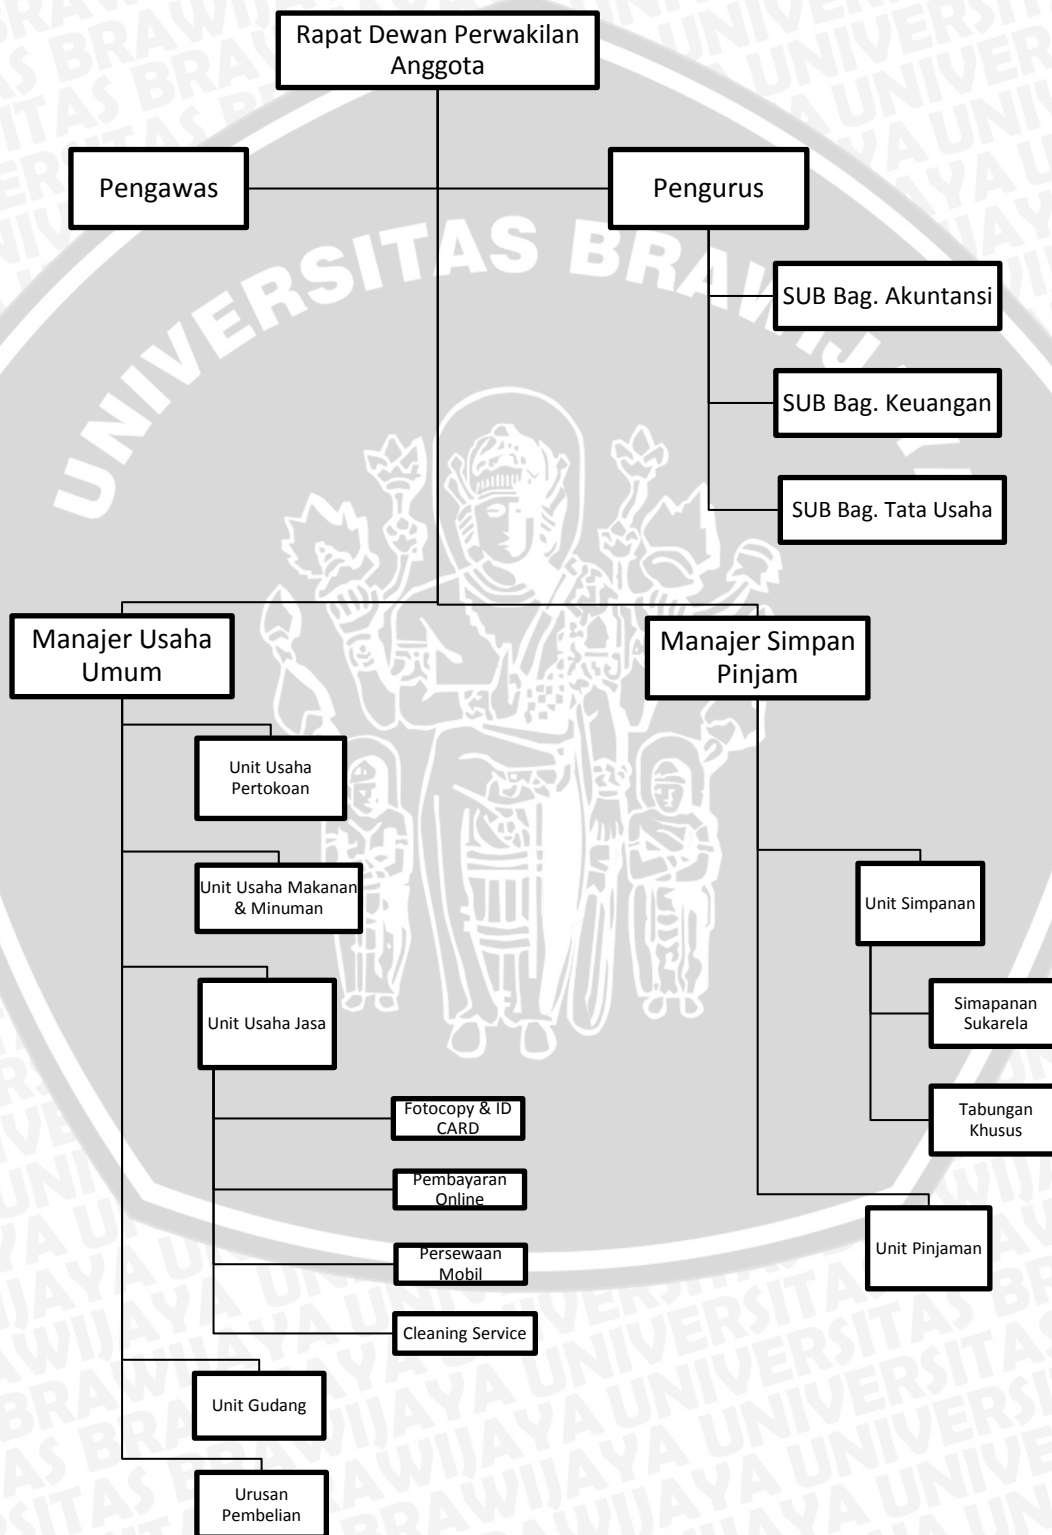 Rapat Dewan Perwakilan
Anggota
Pengawas
Pengurus
UNIVERSITAS BRAWIJAYA
SUB Bag. Akuntansi
SUB Bag. Keuangan
SUB Bag. Tata Usaha
Manajer Usaha
Umum
Manajer Simpan
Pinjam
Unit Usaha
Pertokoan
Unit Usaha Makanan
& Minuman
Unit Simpanan
Unit Usaha Jasa
Simapanan
Sukarela
Fotocopy & ID
CARD
Tabungan
Khusus
Pembayaran
Online
Persewaan
Mobil
Unit Pinjaman
Cleaning Service
Unit Gudang
Urusan
Pembelian